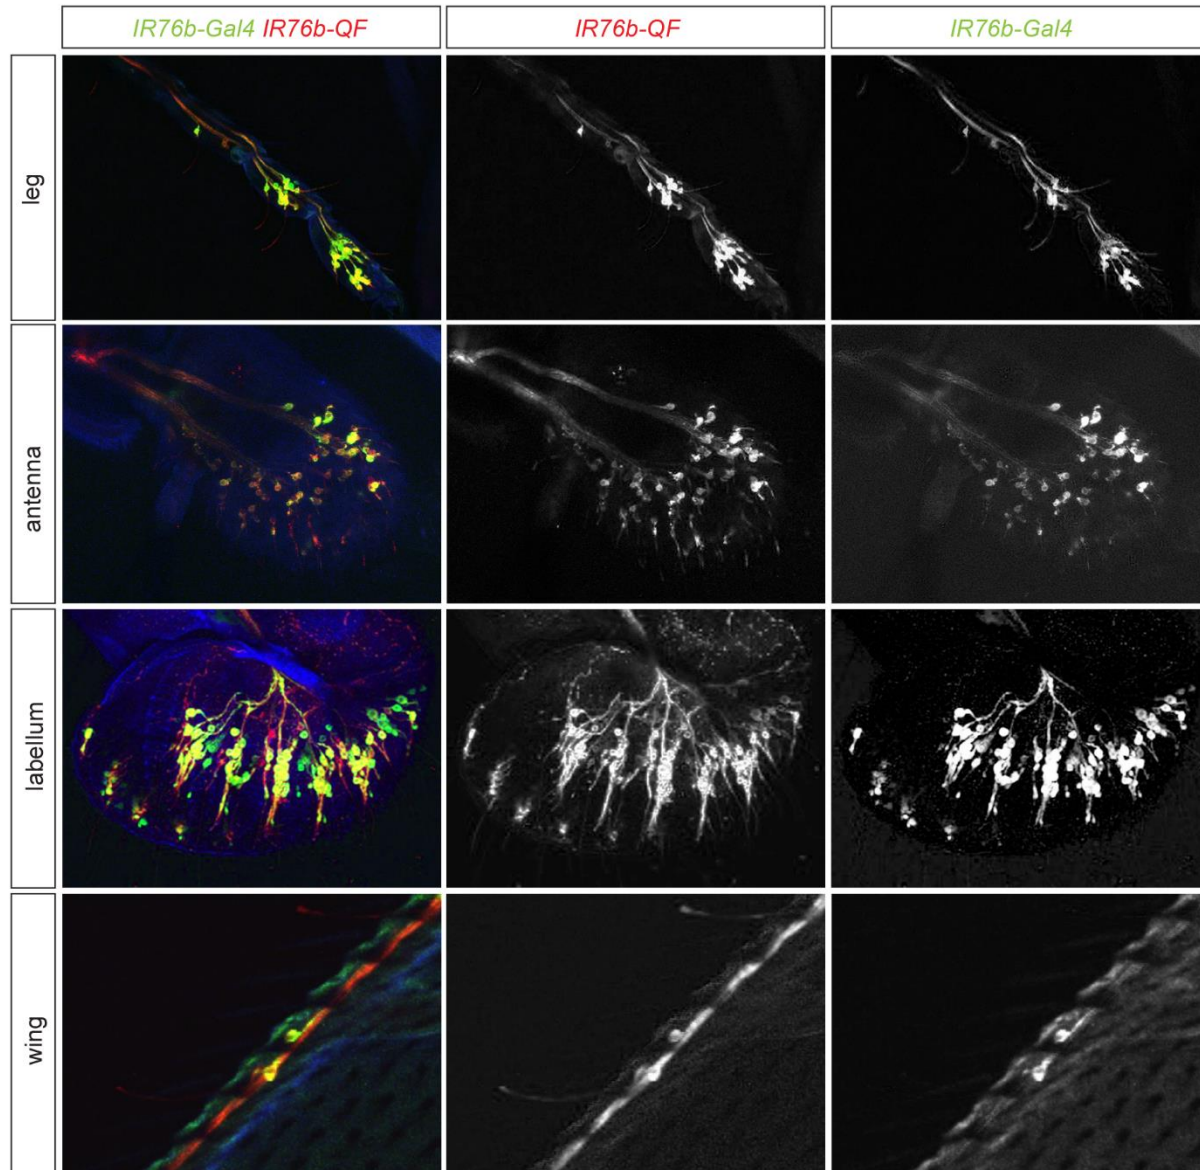 IR76b-Gal4 IR76b-QF
IR76b-QF
IR76b-Gal4
leg
antenna
labellum
wing